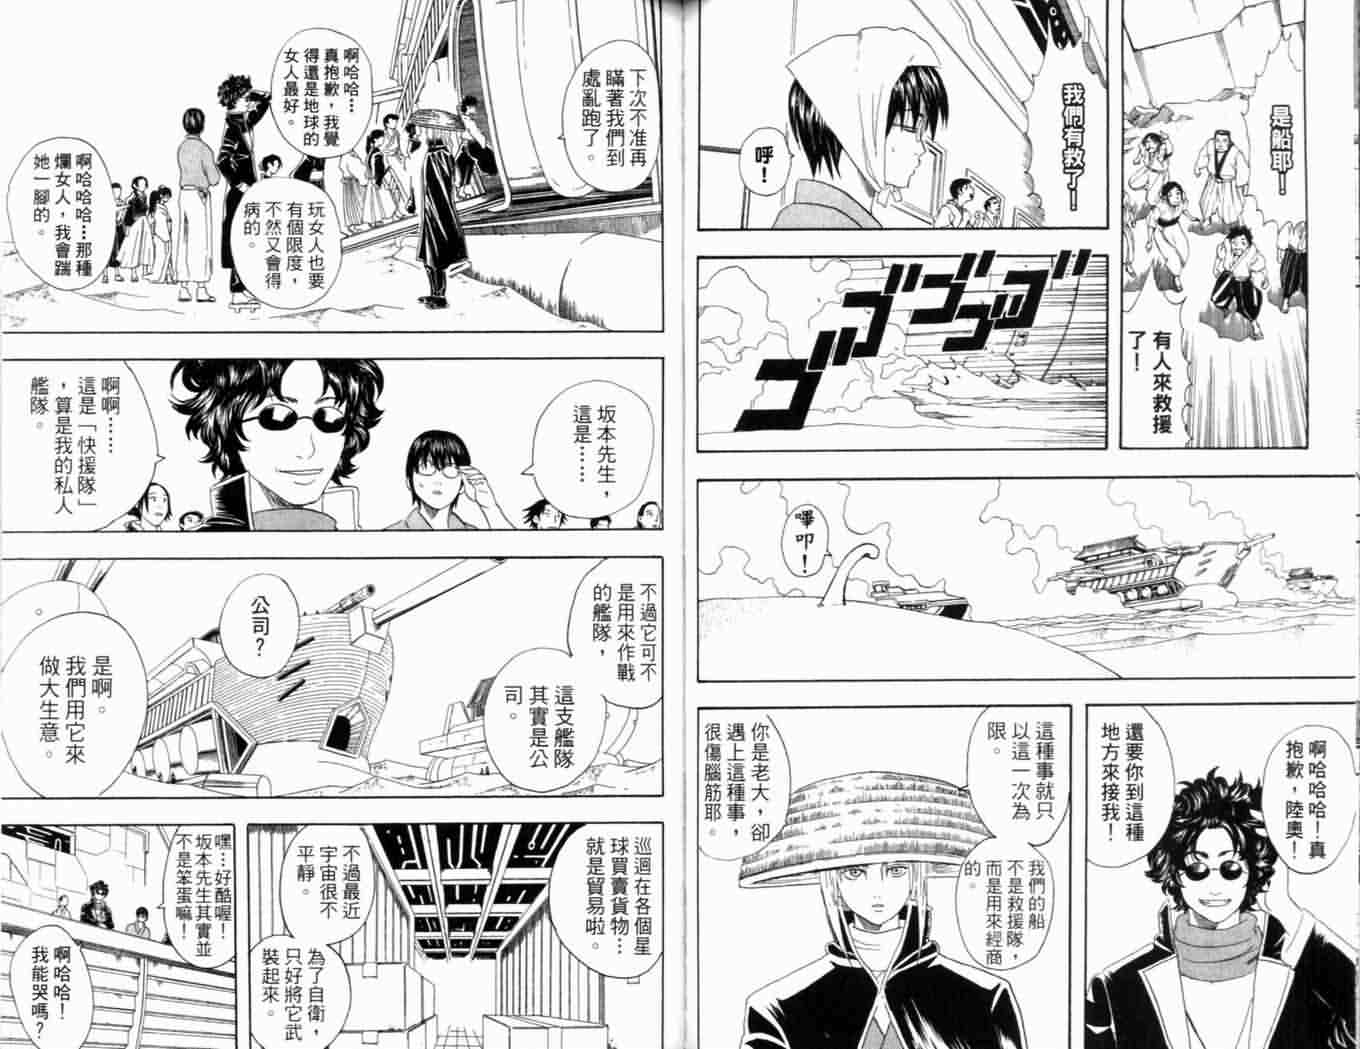 是船耶！
有人來救援
了！
我們有救了！
呼！
ゴゴゴゴゴ
嗶叩！
啊哈哈哈！真
抱歉，陸奧！
還要你到這種
地方來接我！
這種事就只
以這一次為
限。
我們的船
不是救援隊，
而是用來經商
的。
你是老大，卻
遇上這種事，
很傷腦筋耶。
下次不准再
瞞著我們到
處亂跑了。
啊哈哈…
真抱歉，我覺
得還是地球的
女人最好。
玩女人也要
有個限度，
不然又會得
病的。
啊哈哈哈…那種
爛女人，我會踹
她一腳的。
坂本先生，
這是……
啊啊……
這是「快援隊」
，算是我的私人
艦隊。
不過它可不
是用來作戰
的艦隊，
這支艦隊
其實是公
司。
公司？
是啊。
我們用它來
做大生意。
巡迴在各個星
球買賣貨物…
就是貿易啦。
不過最近
宇宙很不
平靜。
為了自衛，
只好將它武
裝起來。
嘿…好酷喔！
坂本先生其實並
不是笨蛋嘛！
啊哈哈！
我能哭嗎？